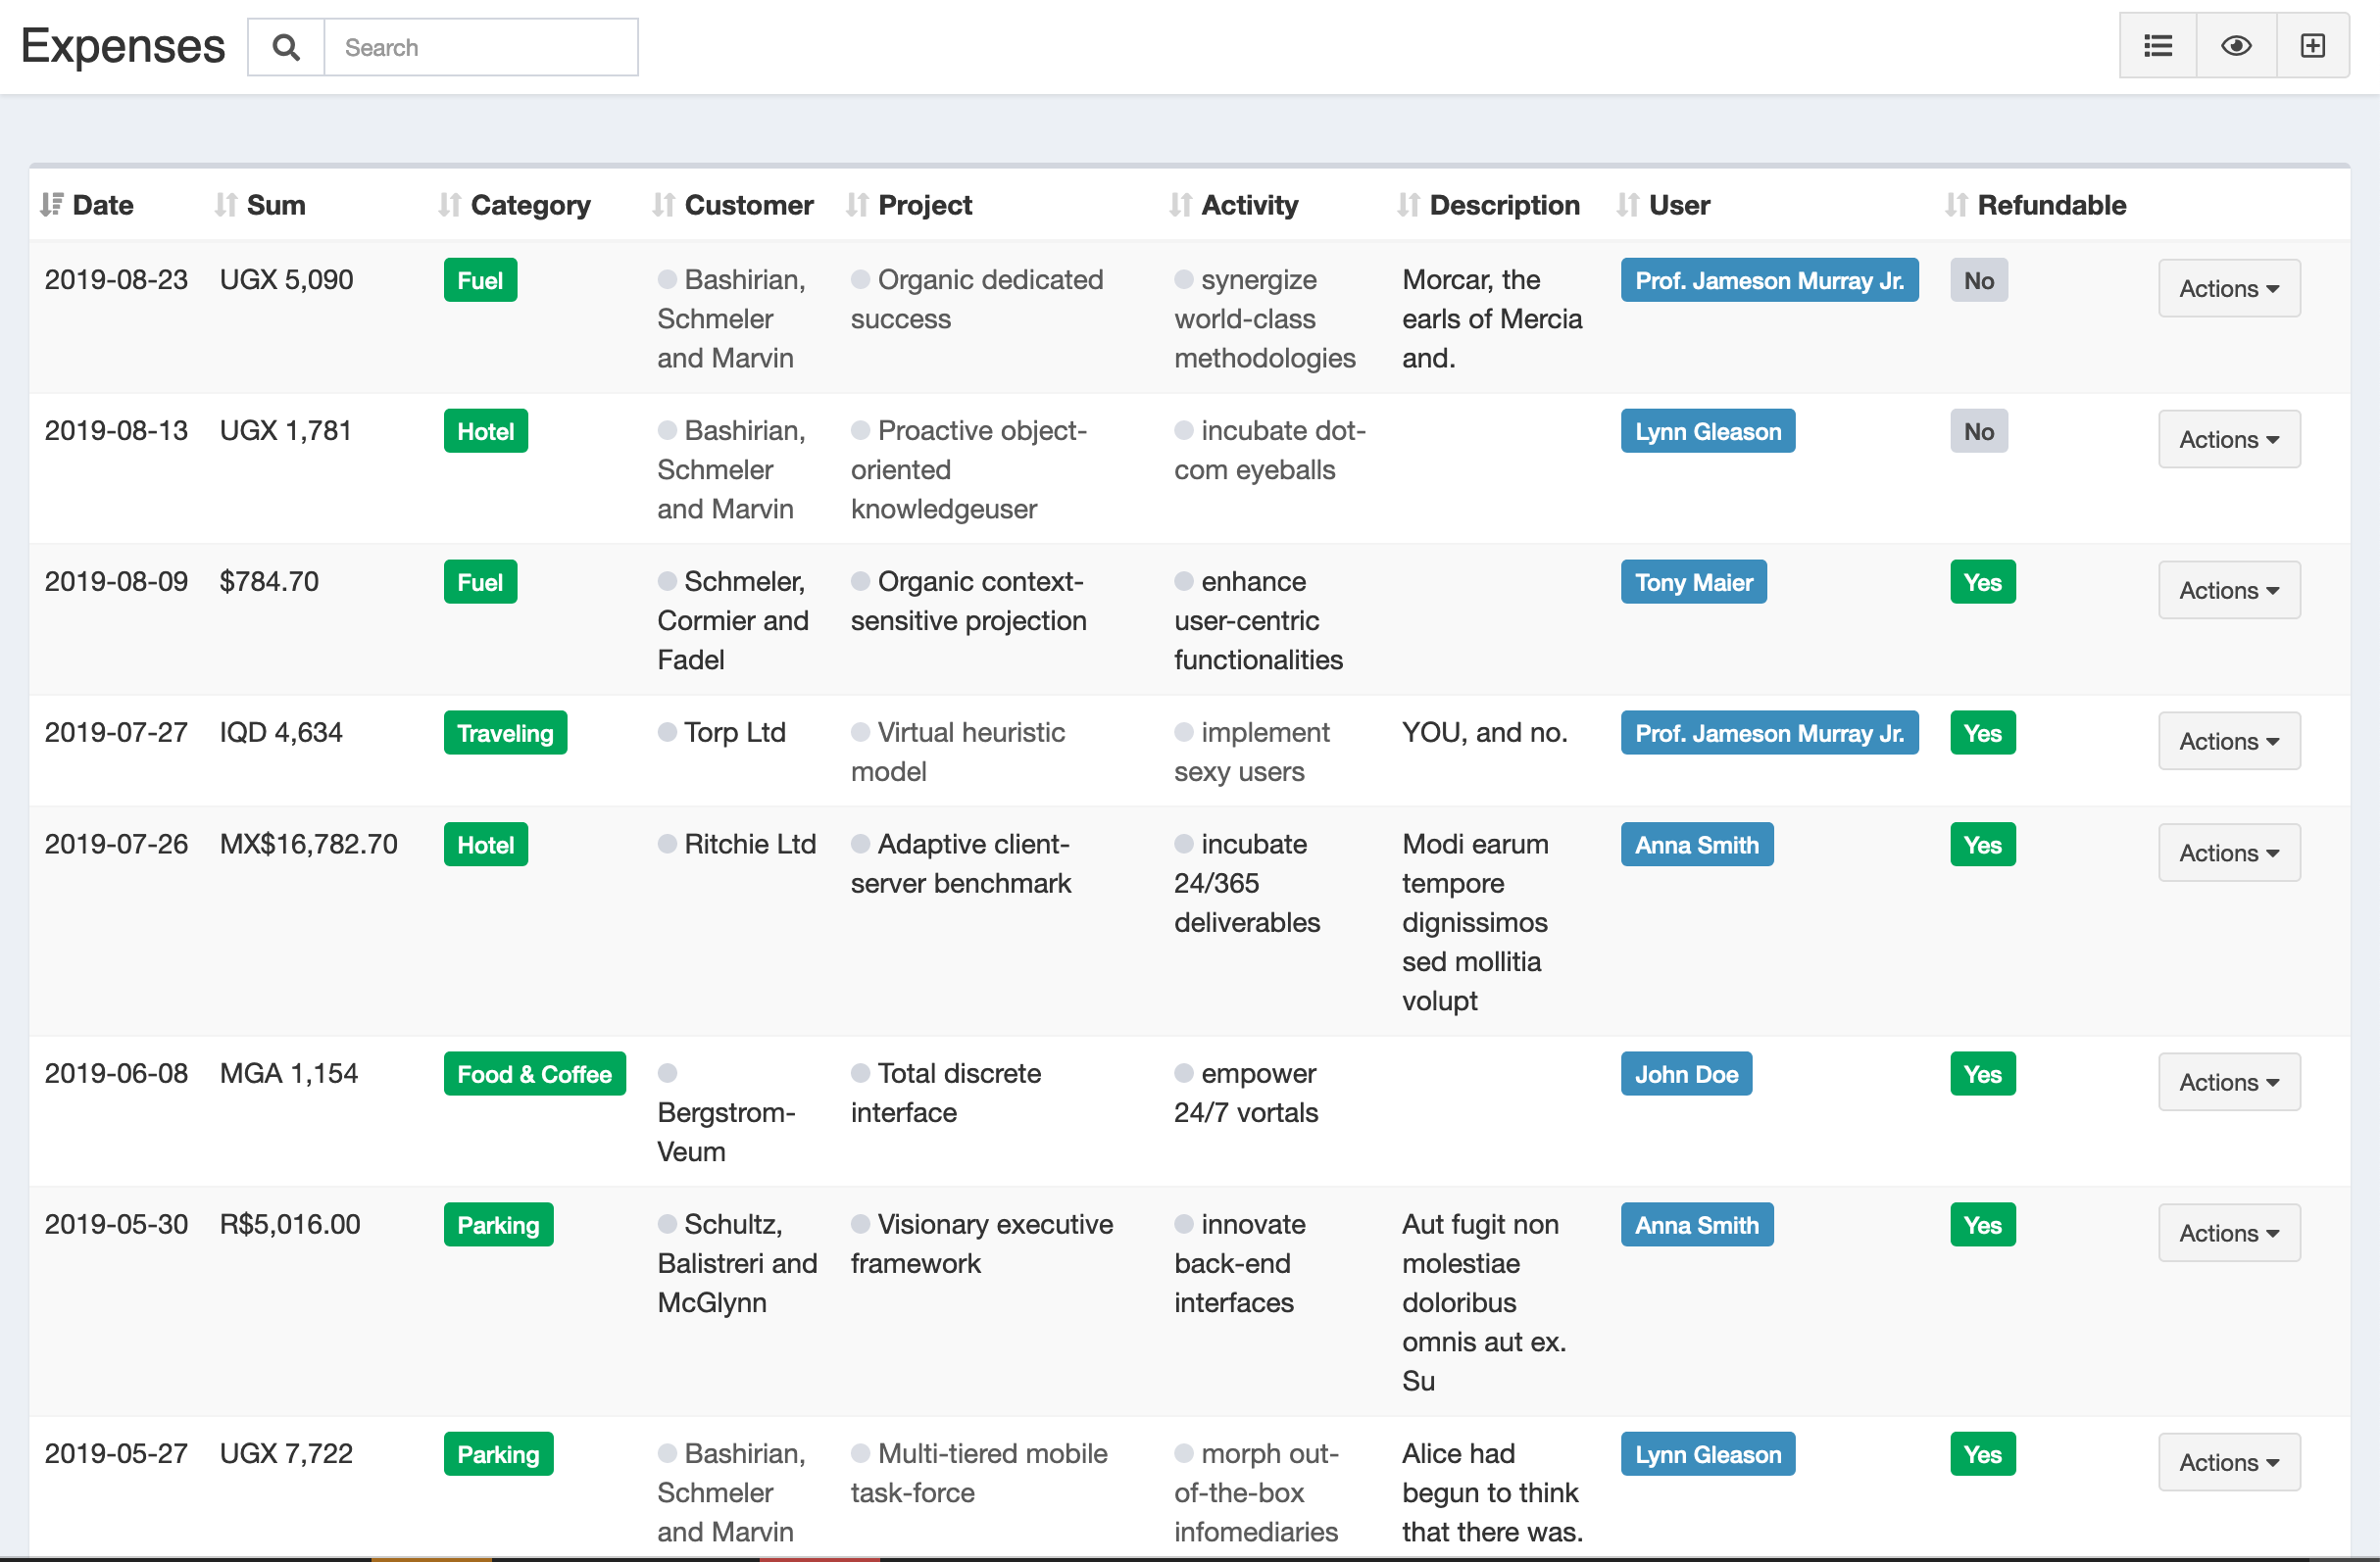 Expenses Search
Date Sum Category Customer Project Activity Description User Refundable
2019-08-23 UGX 5,090 Fuel Bashirian, Organic dedicated synergize Morcar, the Prof. Jameson Murray Jr. No Actions
Schmeler success world-class earls of Mercia
and Marvin methodologies and.
2019-08-13 UGX 1,781 Hotel Bashirian, Proactive object- incubate dot- Lynn Gleason No Actions
Schmeler oriented com eyeballs
and Marvin knowledgeuser
2019-08-09 $784.70 Fuel Schmeler, Organic context- enhance Tony Maier Yes Actions
Cormier and sensitive projection user-centric
Fadel functionalities
2019-07-27 IQD 4,634 Traveling Torp Ltd Virtual heuristic implement YOU, and no. Prof. Jameson Murray Jr. Yes Actions
model sexy users
2019-07-26 MX$16,782.70 Hotel Ritchie Ltd Adaptive client- incubate Modi earum Anna Smith Yes Actions
server benchmark 24/365 tempore
deliverables dignissimos
sed mollitia
volupt
2019-06-08 MGA 1,154 Food & Coffee Total discrete empower John Doe Yes Actions
Bergstrom- interface 24/7 vortals
Veum
2019-05-30 R$5,016.00 Parking Schultz, Visionary executive innovate Aut fugit non Anna Smith Yes Actions
Balistreri and framework back-end molestiae
McGlynn interfaces doloribus
omnis aut ex.
Su
2019-05-27 UGX 7,722 Parking Bashirian, Multi-tiered mobile morph out- Alice had Lynn Gleason Yes Actions
Schmeler task-force of-the-box begun to think
and Marvin infomediaries that there was.